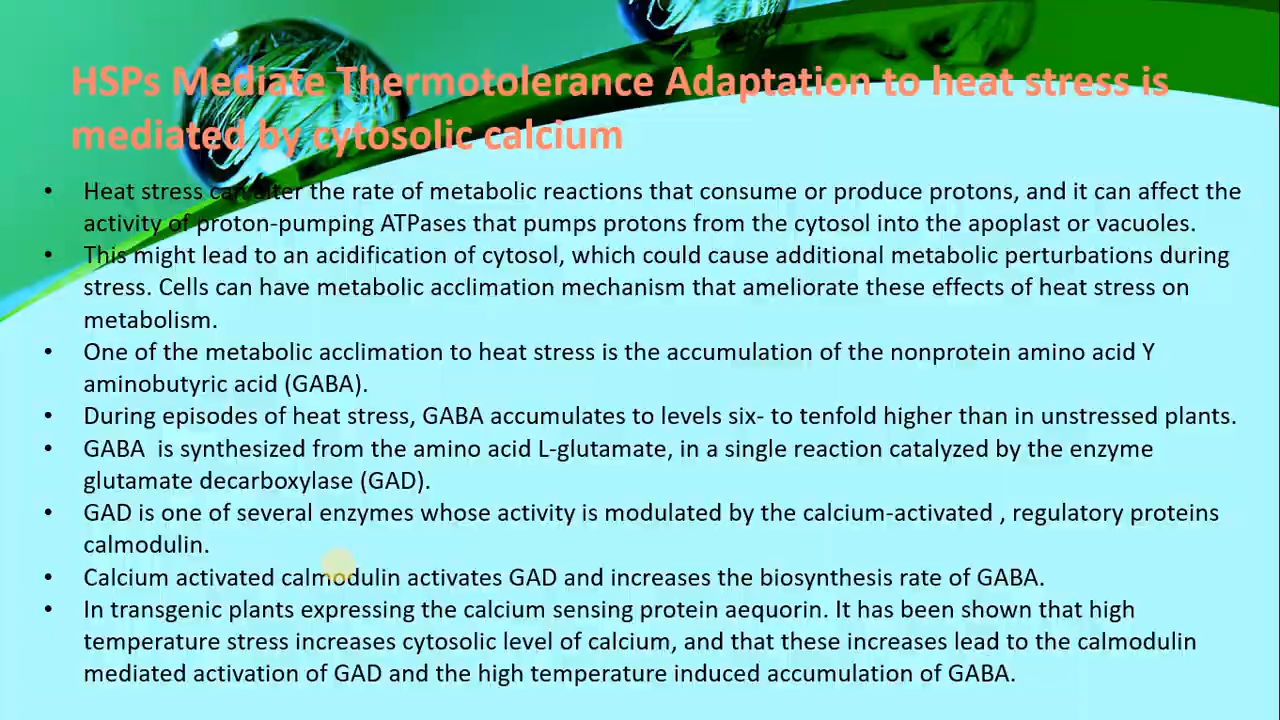 HSPs Mediate Thermotolerance Adaptation to heat stress is
mediated by cytosolic calcium
• Heat stress can alter the rate of metabolic reactions that consume or produce protons, and it can affect the
activity of proton-pumping ATPases that pumps protons from the cytosol into the apoplast or vacuoles.
• This might lead to an acidification of cytosol, which could cause additional metabolic perturbations during
stress. Cells can have metabolic acclimation mechanism that ameliorate these effects of heat stress on
metabolism.
• One of the metabolic acclimation to heat stress is the accumulation of the nonprotein amino acid Y
aminobutyric acid (GABA).
• During episodes of heat stress, GABA accumulates to levels six- to tenfold higher than in unstressed plants.
• GABA  is synthesized from the amino acid L-glutamate, in a single reaction catalyzed by the enzyme
glutamate decarboxylase (GAD).
• GAD is one of several enzymes whose activity is modulated by the calcium-activated , regulatory proteins
calmodulin.
• Calcium activated calmodulin activates GAD and increases the biosynthesis rate of GABA.
• In transgenic plants expressing the calcium sensing protein aequorin. It has been shown that high
temperature stress increases cytosolic level of calcium, and that these increases lead to the calmodulin
mediated activation of GAD and the high temperature induced accumulation of GABA.